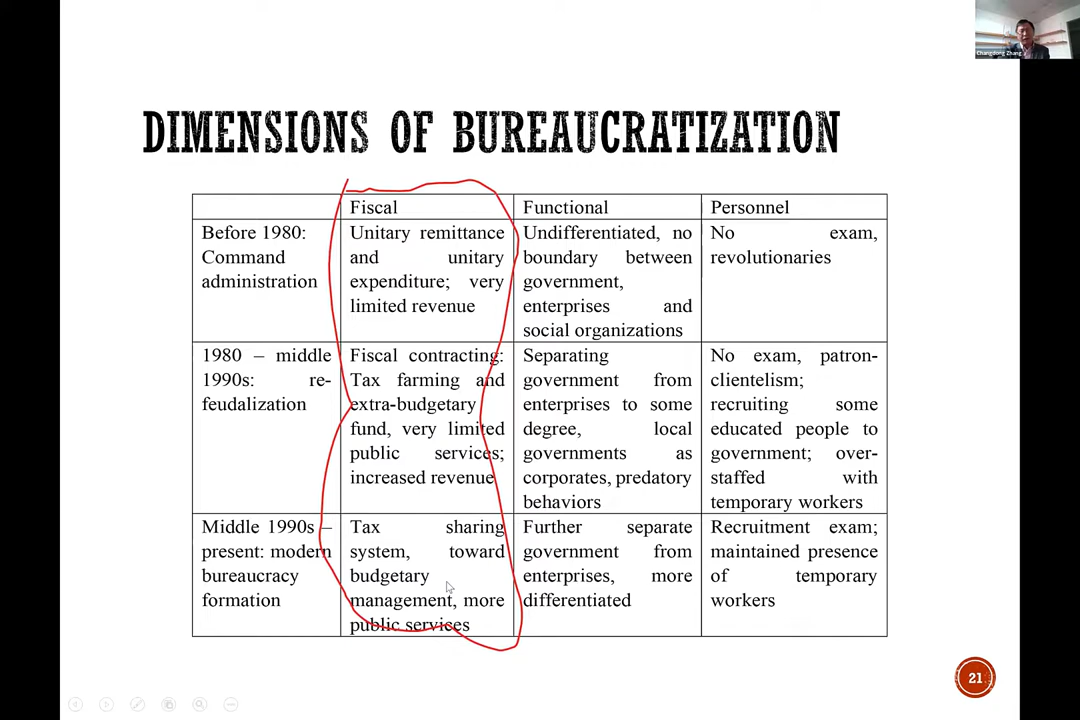 Changdong Zhang
DIMENSIONS OF BUREAUCRATIZATION
Fiscal
Functional
Personnel
Before 1980:
Command
administration
Unitary remittance
and unitary
expenditure; very
limited revenue
Undifferentiated, no
boundary between
government,
enterprises and
social organizations
No exam,
revolutionaries
1980 – middle
1990s: re-
feudalization
Fiscal contracting:
Tax farming and
extra-budgetary
fund, very limited
public services;
increased revenue
Separating
government from
enterprises to some
degree, local
governments as
corporates, predatory
behaviors
No exam, patron-
clientelism;
recruiting some
educated people to
government; over-
staffed with
temporary workers
Middle 1990s –
present: modern
bureaucracy
formation
Tax sharing
system, toward
budgetary
management, more
public services
Further separate
government from
enterprises, more
differentiated
Recruitment exam;
maintained presence
of temporary
workers
21